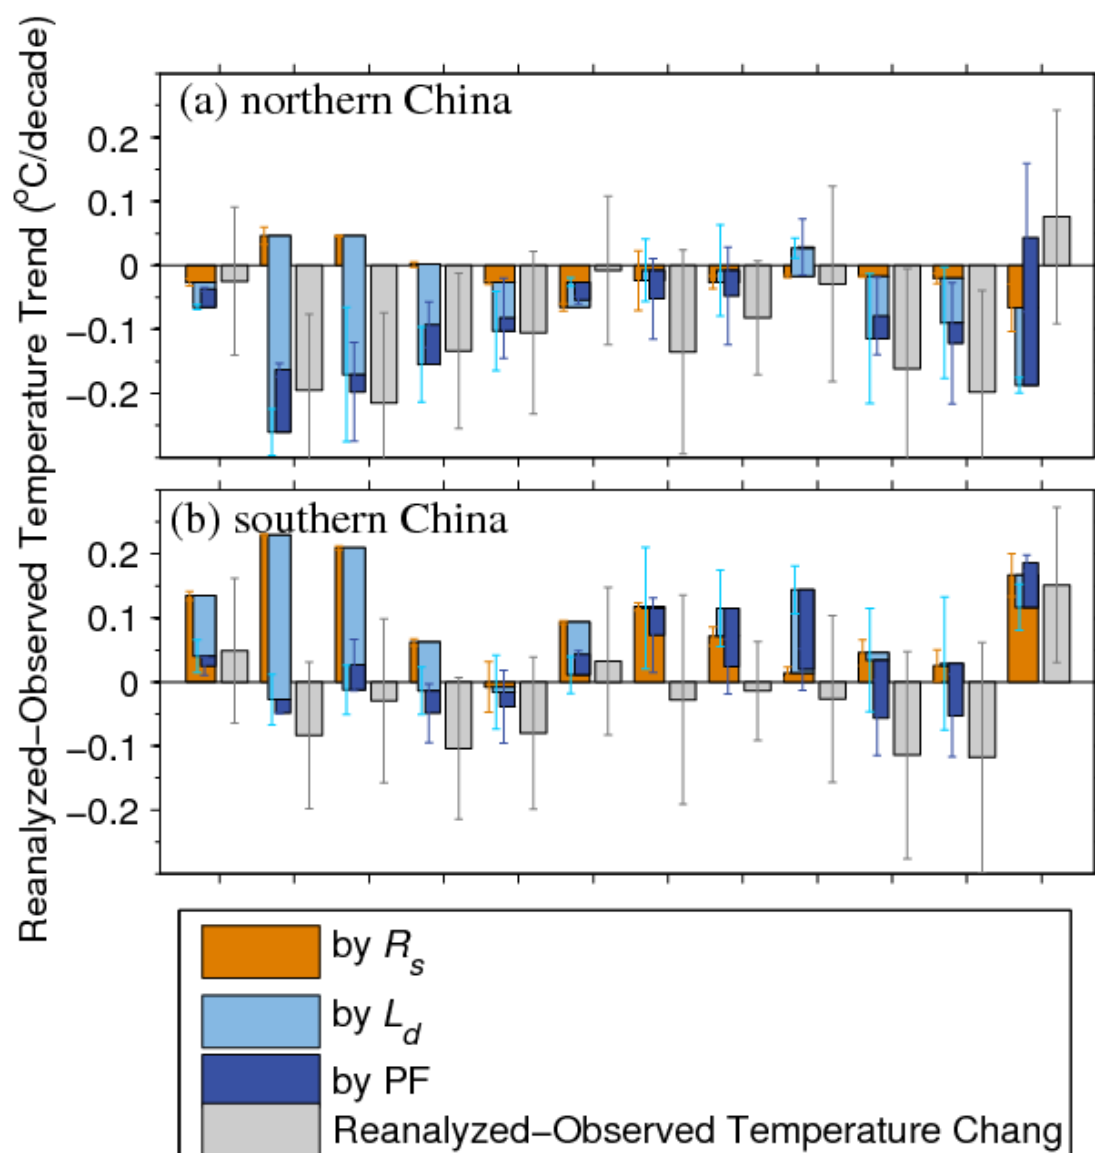 Reanalyzed−Observed Temperature Trend (°C/decade)
(a) northern China
0.2
0.1
0
−0.1
−0.2
(b) southern China
0.2
0.1
0
−0.1
−0.2
by Rs
by Ld
by PF
Reanalyzed−Observed Temperature Chang